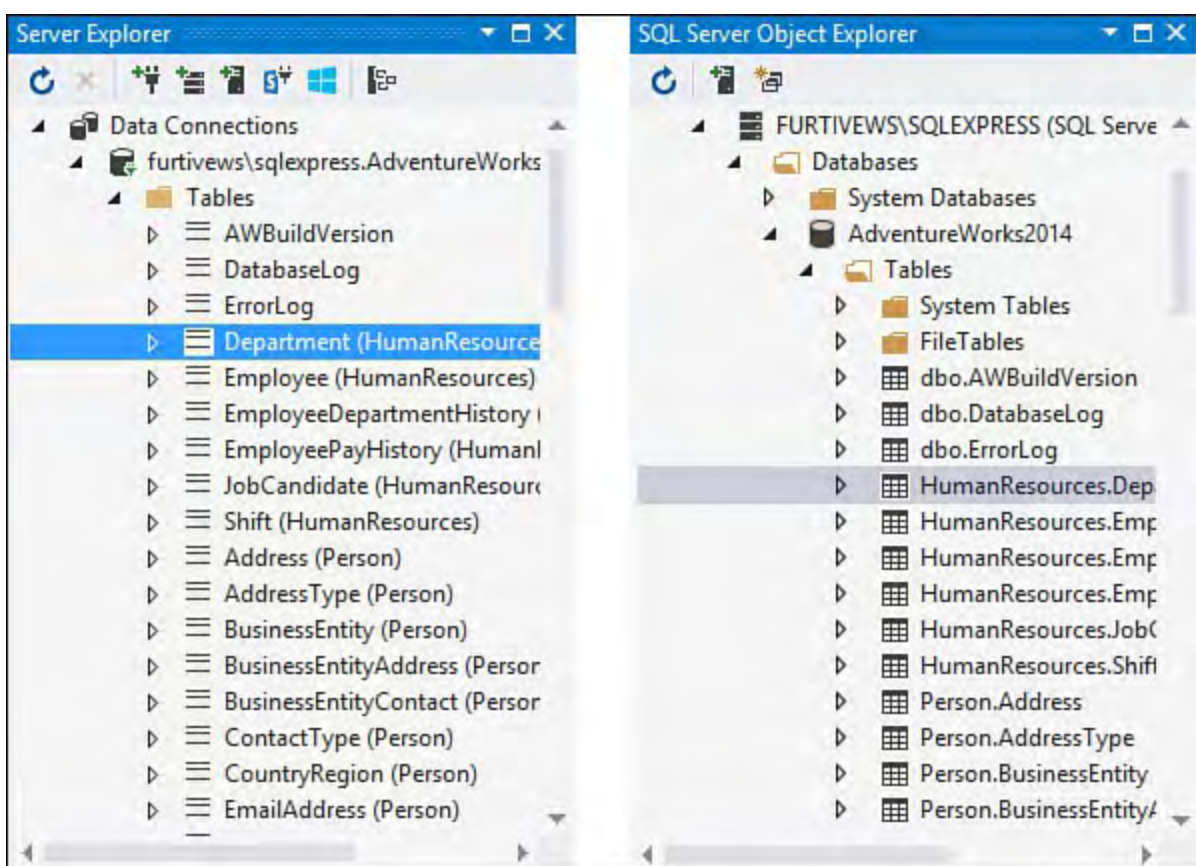 Server Explorer
Data Connections
furtivews\sqlexpress.AdventureWorks
Tables
AWBuildVersion
DatabaseLog
ErrorLog
Department (HumanResource
Employee (HumanResources)
EmployeeDepartmentHistory (
EmployeePayHistory (Human
JobCandidate (HumanResour
Shift (HumanResources)
Address (Person)
AddressType (Person)
BusinessEntity (Person)
BusinessEntityAddress (Person
BusinessEntityContact (Person
ContactType (Person)
CountryRegion (Person)
EmailAddress (Person)
SQL Server Object Explorer
FURTIVEWS\SQLEXPRESS (SQL Serve
Databases
System Databases
AdventureWorks2014
Tables
System Tables
FileTables
dbo.AWBuildVersion
dbo.DatabaseLog
dbo.ErrorLog
HumanResources.Dep
HumanResources.Emp
HumanResources.Emp
HumanResources.Emp
HumanResources.Job
HumanResources.Shift
Person.Address
Person.AddressType
Person.BusinessEntity
Person.BusinessEntityA